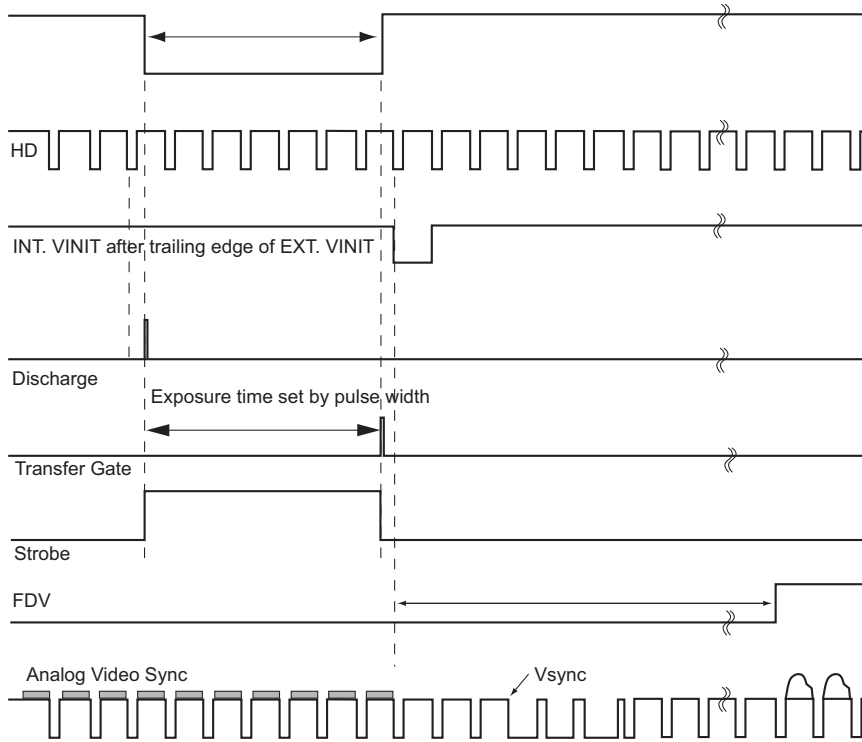 HD
INT. VINIT after trailing edge of EXT. VINIT
Discharge
Exposure time set by pulse width
Transfer Gate
Strobe
FDV
Analog Video Sync
Vsync